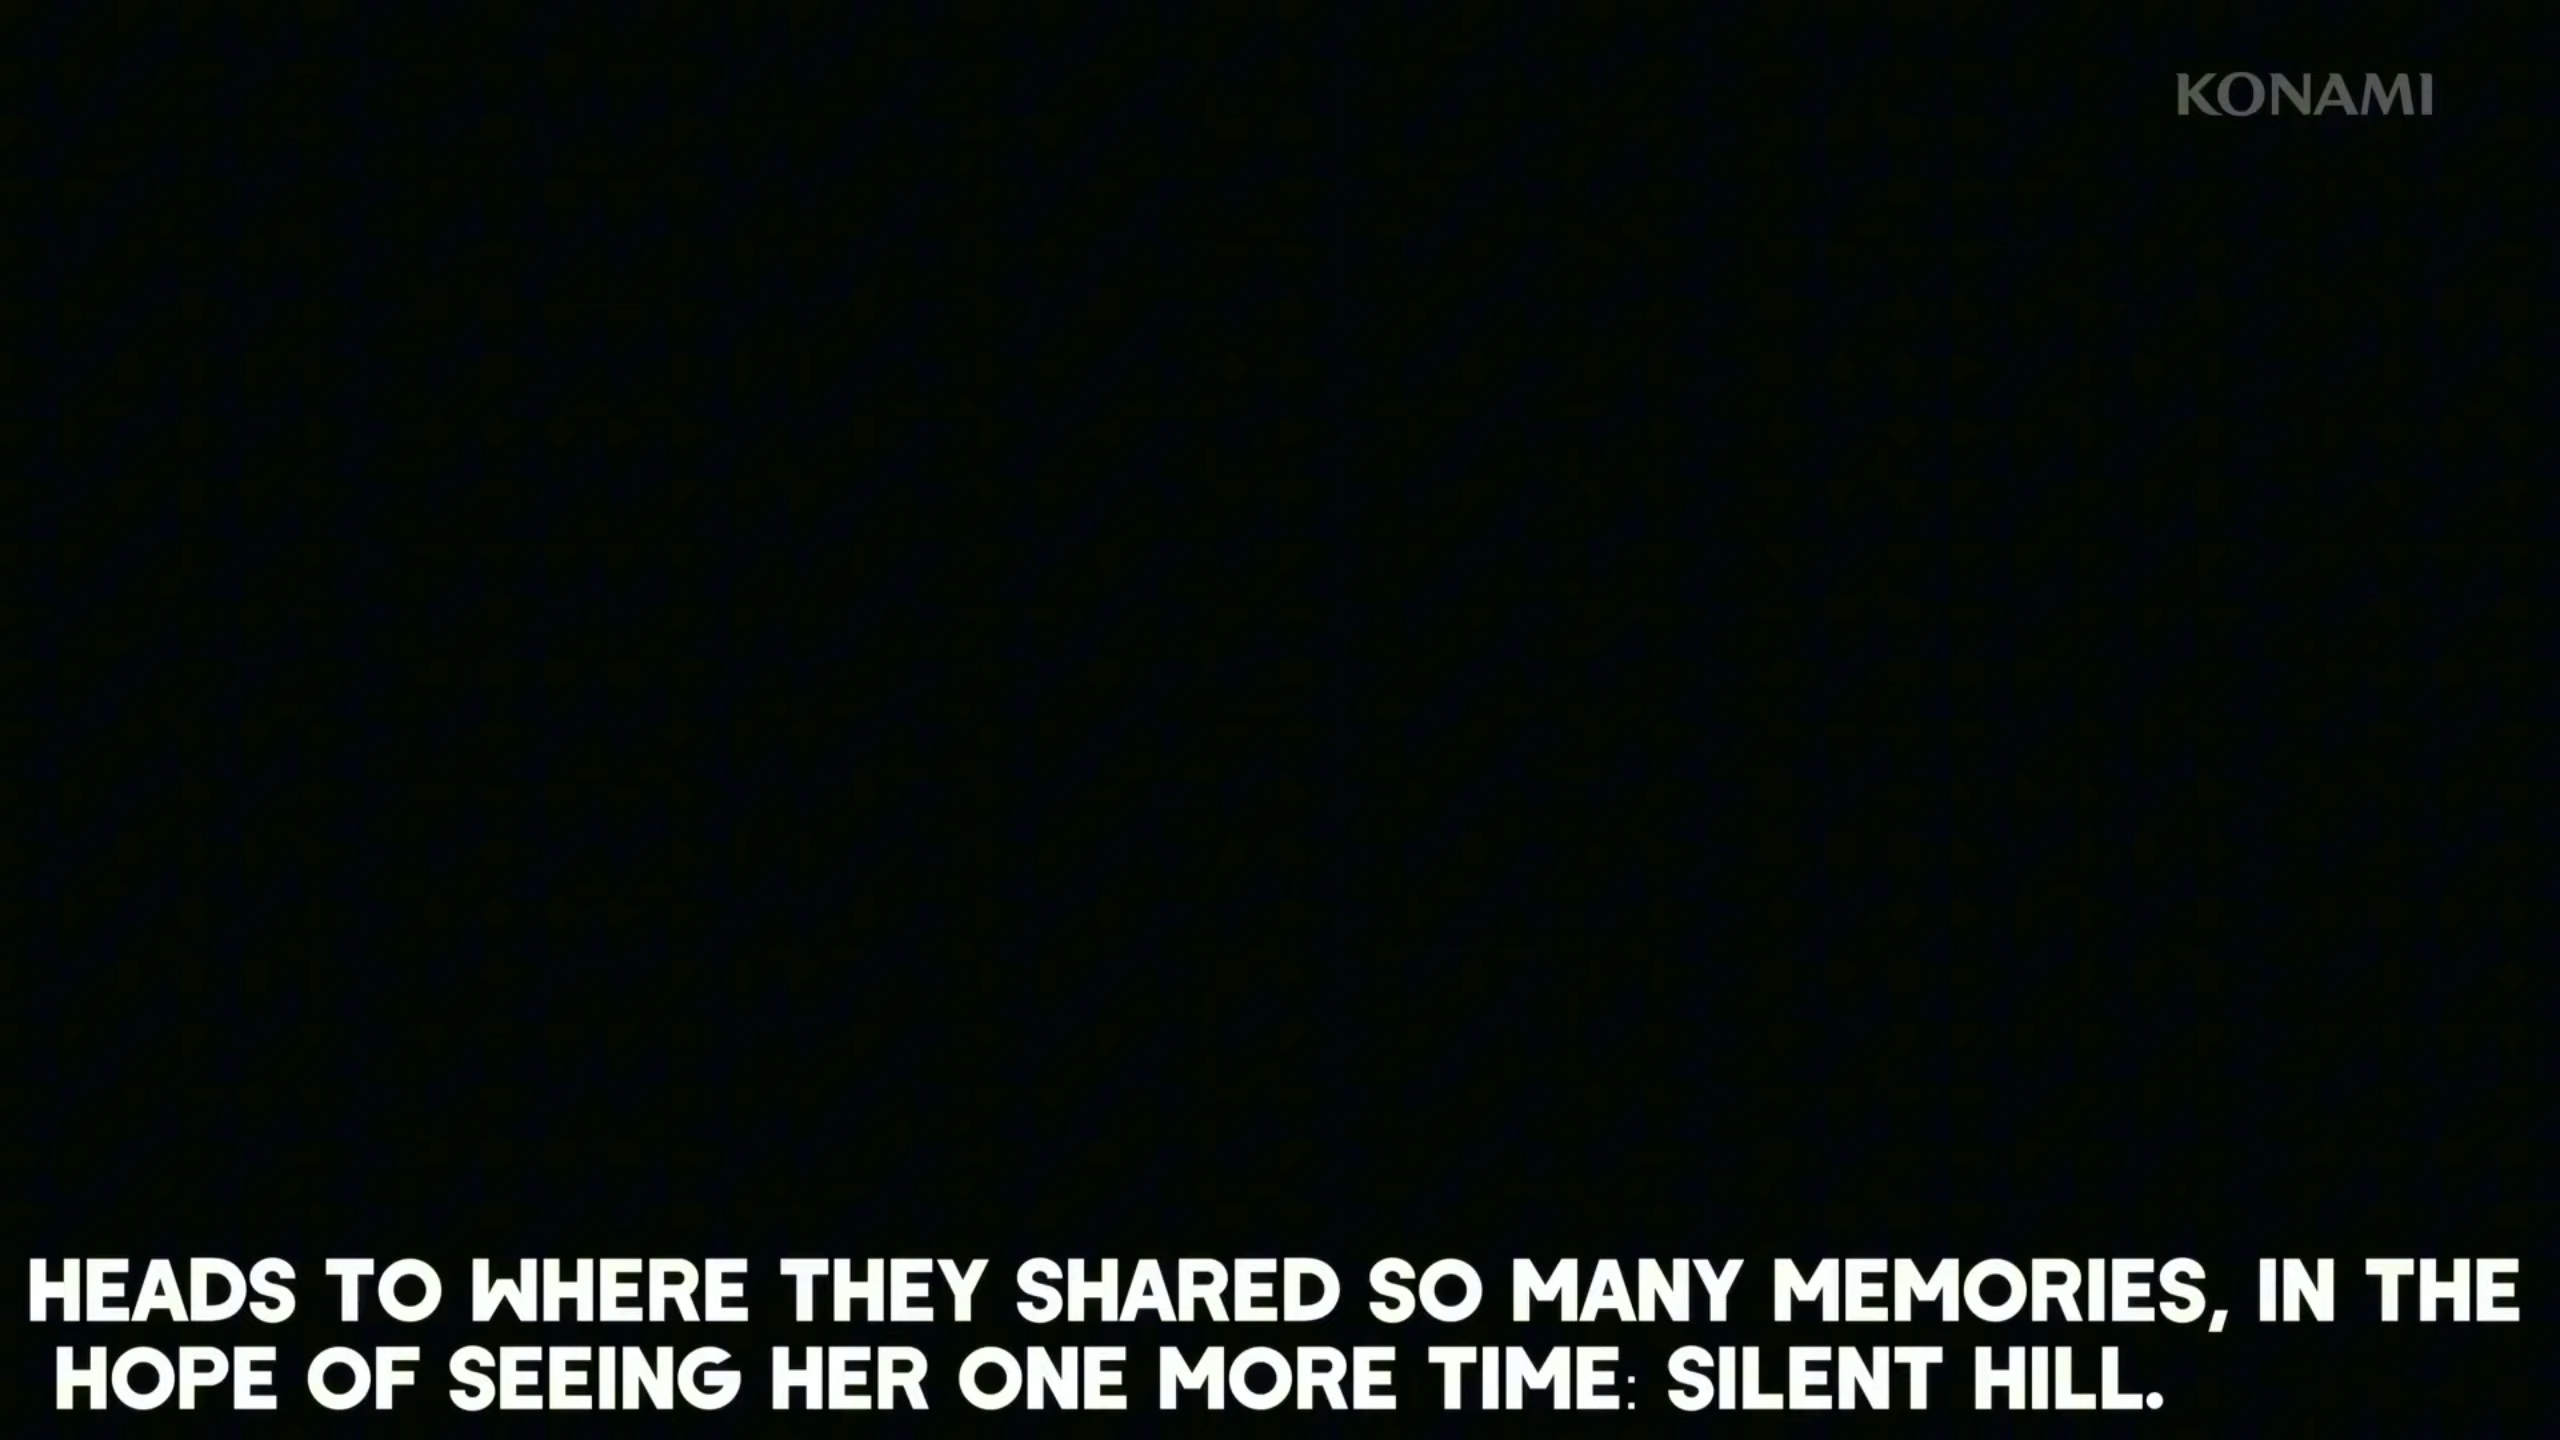 KONAMI
HEADS TO WHERE THEY SHARED SO MANY MEMORIES, IN THE
HOPE OF SEEING HER ONE MORE TIME: SILENT HILL.